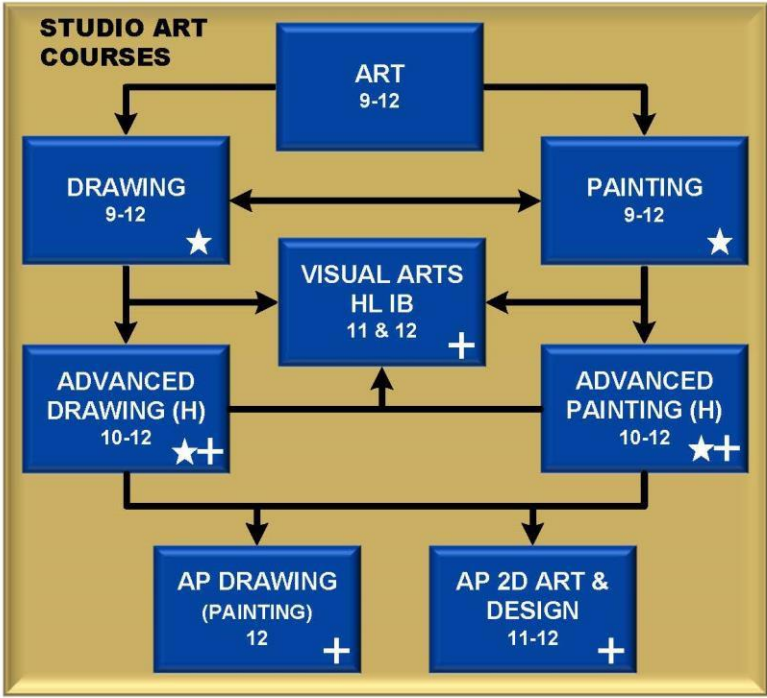 STUDIO ART
COURSES
ART
9-12
DRAWING
9-12
PAINTING
9-12
VISUAL ARTS
HL IB
11 & 12
ADVANCED
DRAWING (H)
10-12
ADVANCED
PAINTING (H)
10-12
AP DRAWING
(PAINTING)
12
AP 2D ART &
DESIGN
11-12